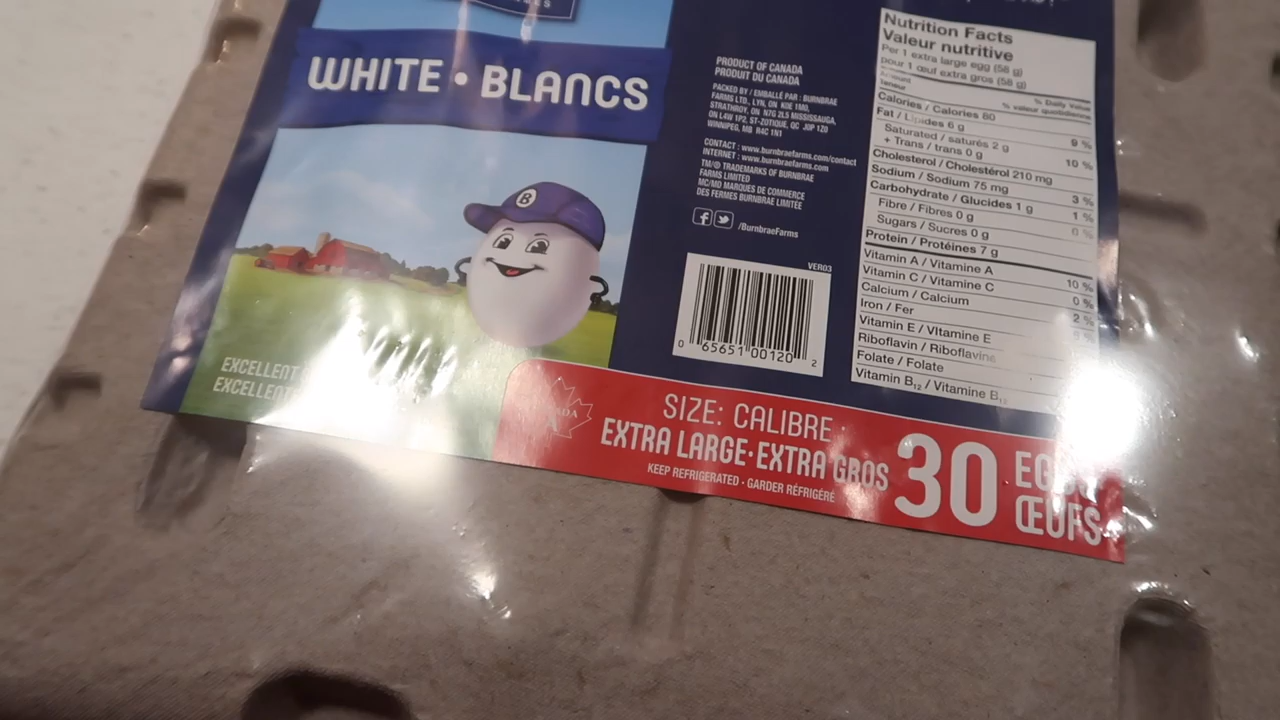 WHITE • BLANCS
B
EXCELLENT
EXCELLENT
PRODUCT OF CANADA
PRODUIT DU CANADA
PACKED BY / EMBALLÉ PAR : BURNBRAE
FARMS LTD., LYN, ON K0E 1M0,
STRATHROY, ON N7G 2L5 MISSISSAUGA,
ON L4W 1P2, ST-ZOTIQUE, QC J0P 1Z0
WINNIPEG, MB R4C 1N1
CONTACT : www.burnbraefarms.com/contact
INTERNET : www.burnbraefarms.com
TM/® TRADEMARKS OF BURNBRAE
FARMS LIMITED
MC/MD MARQUES DE COMMERCE
DES FERMES BURNBRAE LIMITÉE
/BurnbraeFarms
VER03
0 65651 00120 2
Nutrition Facts
Valeur nutritive
Per 1 extra large egg (58 g)
pour 1 œuf extra gros (58 g)
Amount % Daily Value
Teneur % valeur quotidienne
Calories / Calories 80
Fat / Lipides 6 g 9 %
Saturated / saturés 2 g
+ Trans / trans 0 g 10 %
Cholesterol / Cholestérol 210 mg
Sodium / Sodium 75 mg 3 %
Carbohydrate / Glucides 1 g 1 %
Fibre / Fibres 0 g 0 %
Sugars / Sucres 0 g
Protein / Protéines 7 g
Vitamin A / Vitamine A 10 %
Vitamin C / Vitamine C 0 %
Calcium / Calcium 2 %
Iron / Fer
Vitamin E / Vitamine E
Riboflavin / Riboflavine
Folate / Folate
Vitamin B12 / Vitamine B12
SIZE: CALIBRE :
EXTRA LARGE • EXTRA GROS
KEEP REFRIGERATED • GARDER RÉFRIGÉRÉ
30
EGGS
ŒUFS